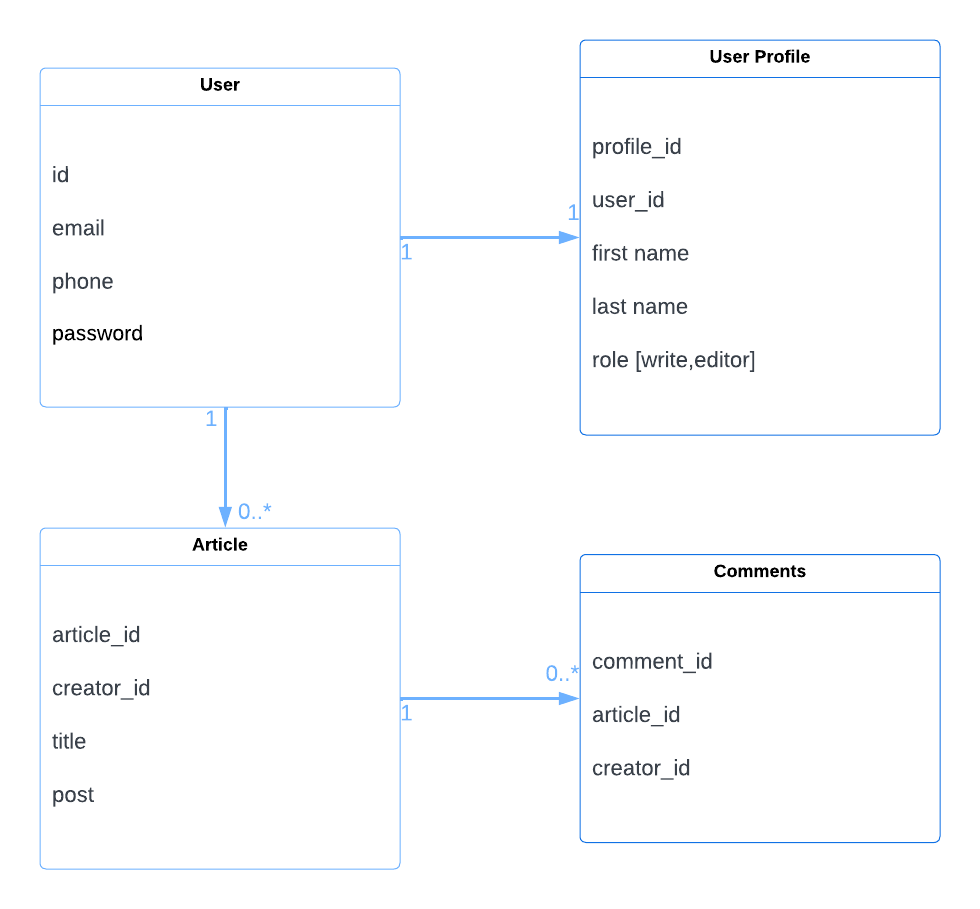 User
id
email
phone
password
User Profile
profile_id
user_id
first name
last name
role [write,editor]
1
1
1
0..*
Article
article_id
creator_id
title
post
1
0..*
Comments
comment_id
article_id
creator_id